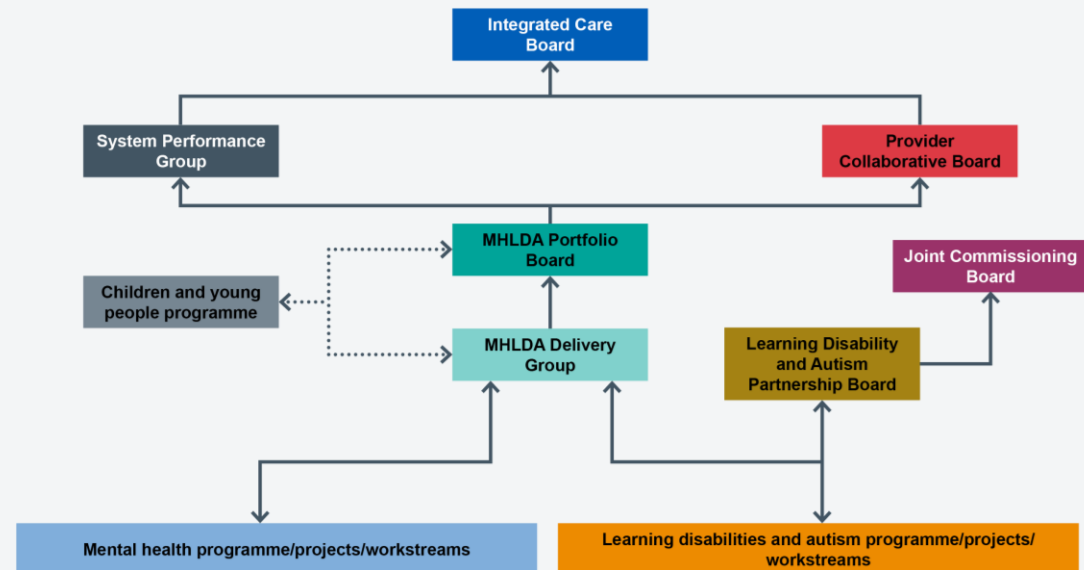 Integrated Care
Board
System Performance
Group
Provider
Collaborative Board
MHLDA Portfolio
Board
Joint Commissioning
Board
Children and young
people programme
MHLDA Delivery
Group
Learning Disability
and Autism
Partnership Board
Mental health programme/projects/workstreams
Learning disabilities and autism programme/projects/
workstreams